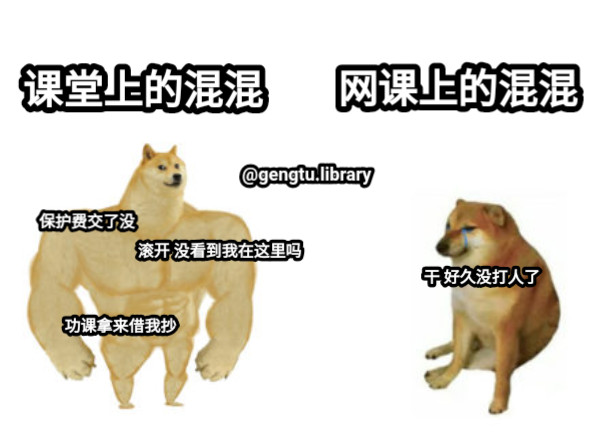 课堂上的混混
网课上的混混
@gengtu.library
保护费交了没
滚开 没看到我在这里吗
功课拿来借我抄
干 好久没打人了